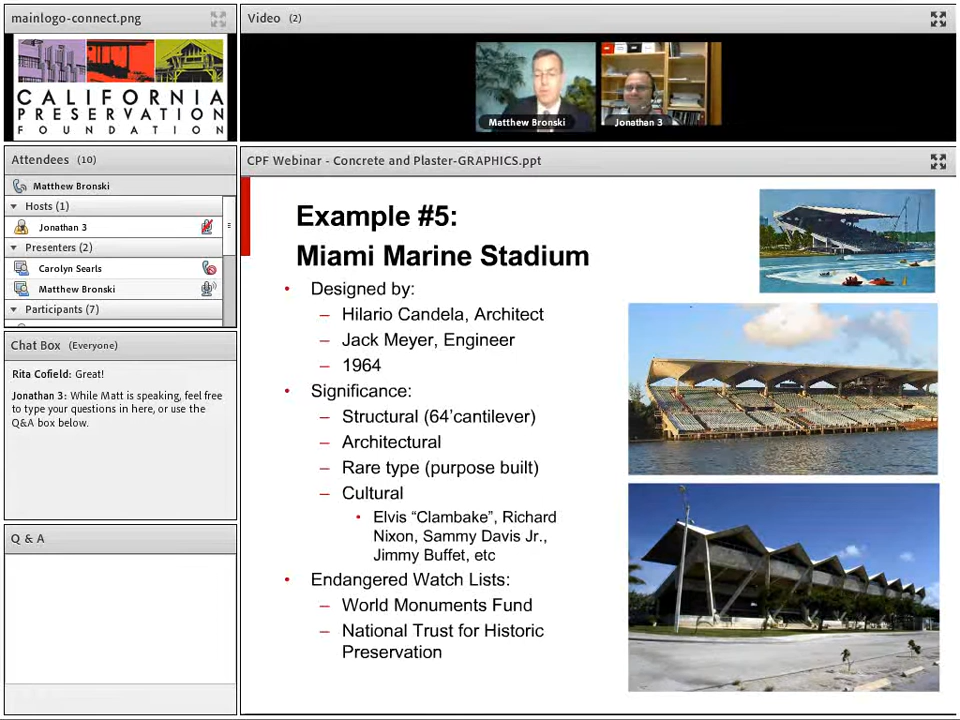 mainlogo-connect.png
CALIFORNIA
PRESERVATION
FOUNDATION
Video (2)
Matthew Bronski
Jonathan 3
Attendees (10)
Matthew Bronski
Hosts (1)
Jonathan 3
Presenters (2)
Carolyn Searls
Matthew Bronski
Participants (7)
Chat Box (Everyone)
Rita Cofield: Great!
Jonathan 3: While Matt is speaking, feel free
to type your questions in here, or use the
Q&A box below.
Q & A
CPF Webinar - Concrete and Plaster-GRAPHICS.ppt
Example #5:
Miami Marine Stadium
• Designed by:
– Hilario Candela, Architect
– Jack Meyer, Engineer
– 1964
• Significance:
– Structural (64’cantilever)
– Architectural
– Rare type (purpose built)
– Cultural
• Elvis “Clambake”, Richard
Nixon, Sammy Davis Jr.,
Jimmy Buffet, etc
• Endangered Watch Lists:
– World Monuments Fund
– National Trust for Historic
Preservation